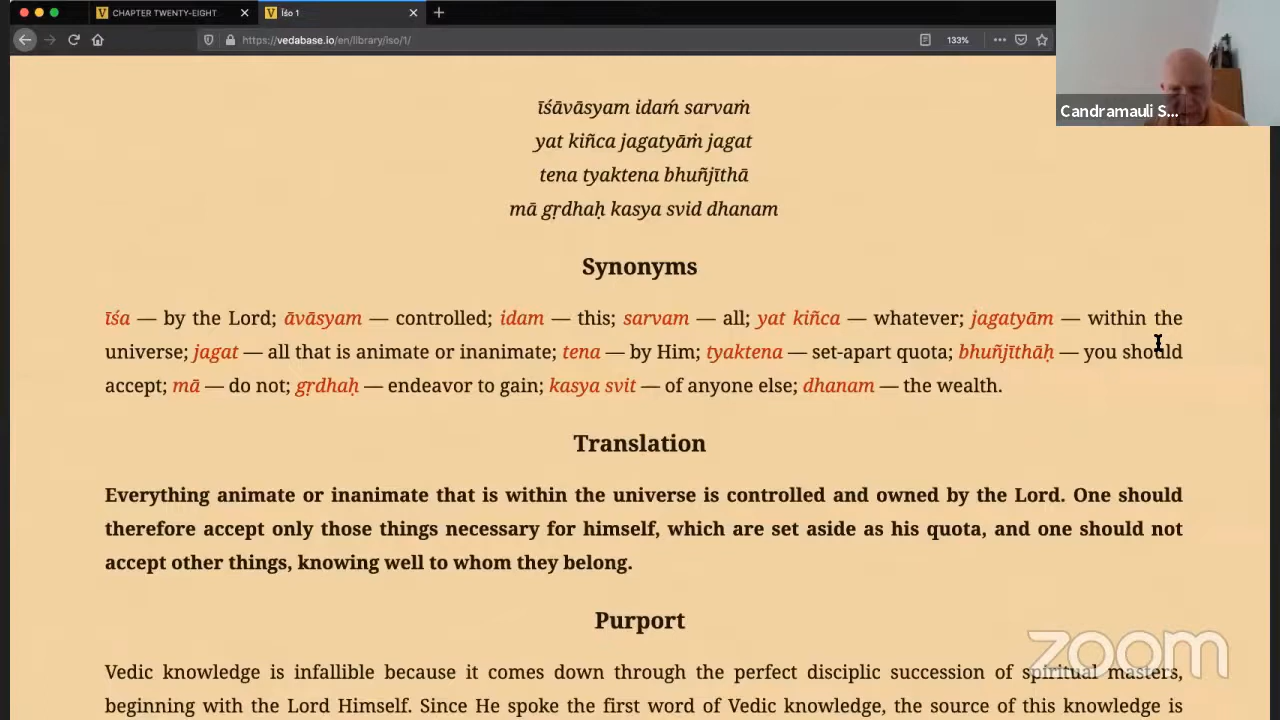 CHAPTER TWENTY-EIGHT
Īśo 1
https://vedabase.io/en/library/iso/1/
133%
Candramauli S...
īśāvāsyam idaḿ sarvaṁ
yat kiñca jagatyāṁ jagat
tena tyaktena bhuñjīthā
mā gṛdhaḥ kasya svid dhanam
Synonyms
īśa — by the Lord; āvāsyam — controlled; idam — this; sarvam — all; yat kiñca — whatever; jagatyām — within the
universe; jagat — all that is animate or inanimate; tena — by Him; tyaktena — set-apart quota; bhuñjīthāḥ — you should
accept; mā — do not; gṛdhaḥ — endeavor to gain; kasya svit — of anyone else; dhanam — the wealth.
Translation
Everything animate or inanimate that is within the universe is controlled and owned by the Lord. One should
therefore accept only those things necessary for himself, which are set aside as his quota, and one should not
accept other things, knowing well to whom they belong.
Purport
Vedic knowledge is infallible because it comes down through the perfect disciplic succession of spiritual masters,
beginning with the Lord Himself. Since He spoke the first word of Vedic knowledge, the source of this knowledge is
zoom